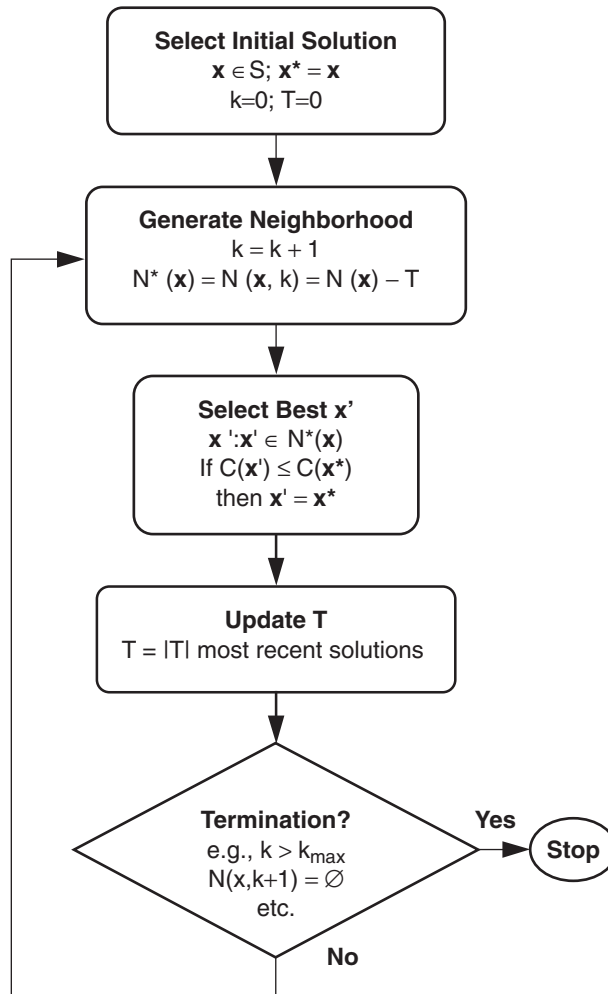 Select Initial Solution
x ∈ S; x* = x
k=0; T=0
Generate Neighborhood
k = k + 1
N* (x) = N (x, k) = N (x) – T
Select Best x’
x ':x' ∈ N*(x)
If C(x') ≤ C(x*)
then x' = x*
Update T
T = |T| most recent solutions
Termination?
e.g., k > kmax
N(x,k+1) = ∅
etc.
Yes
Stop
No